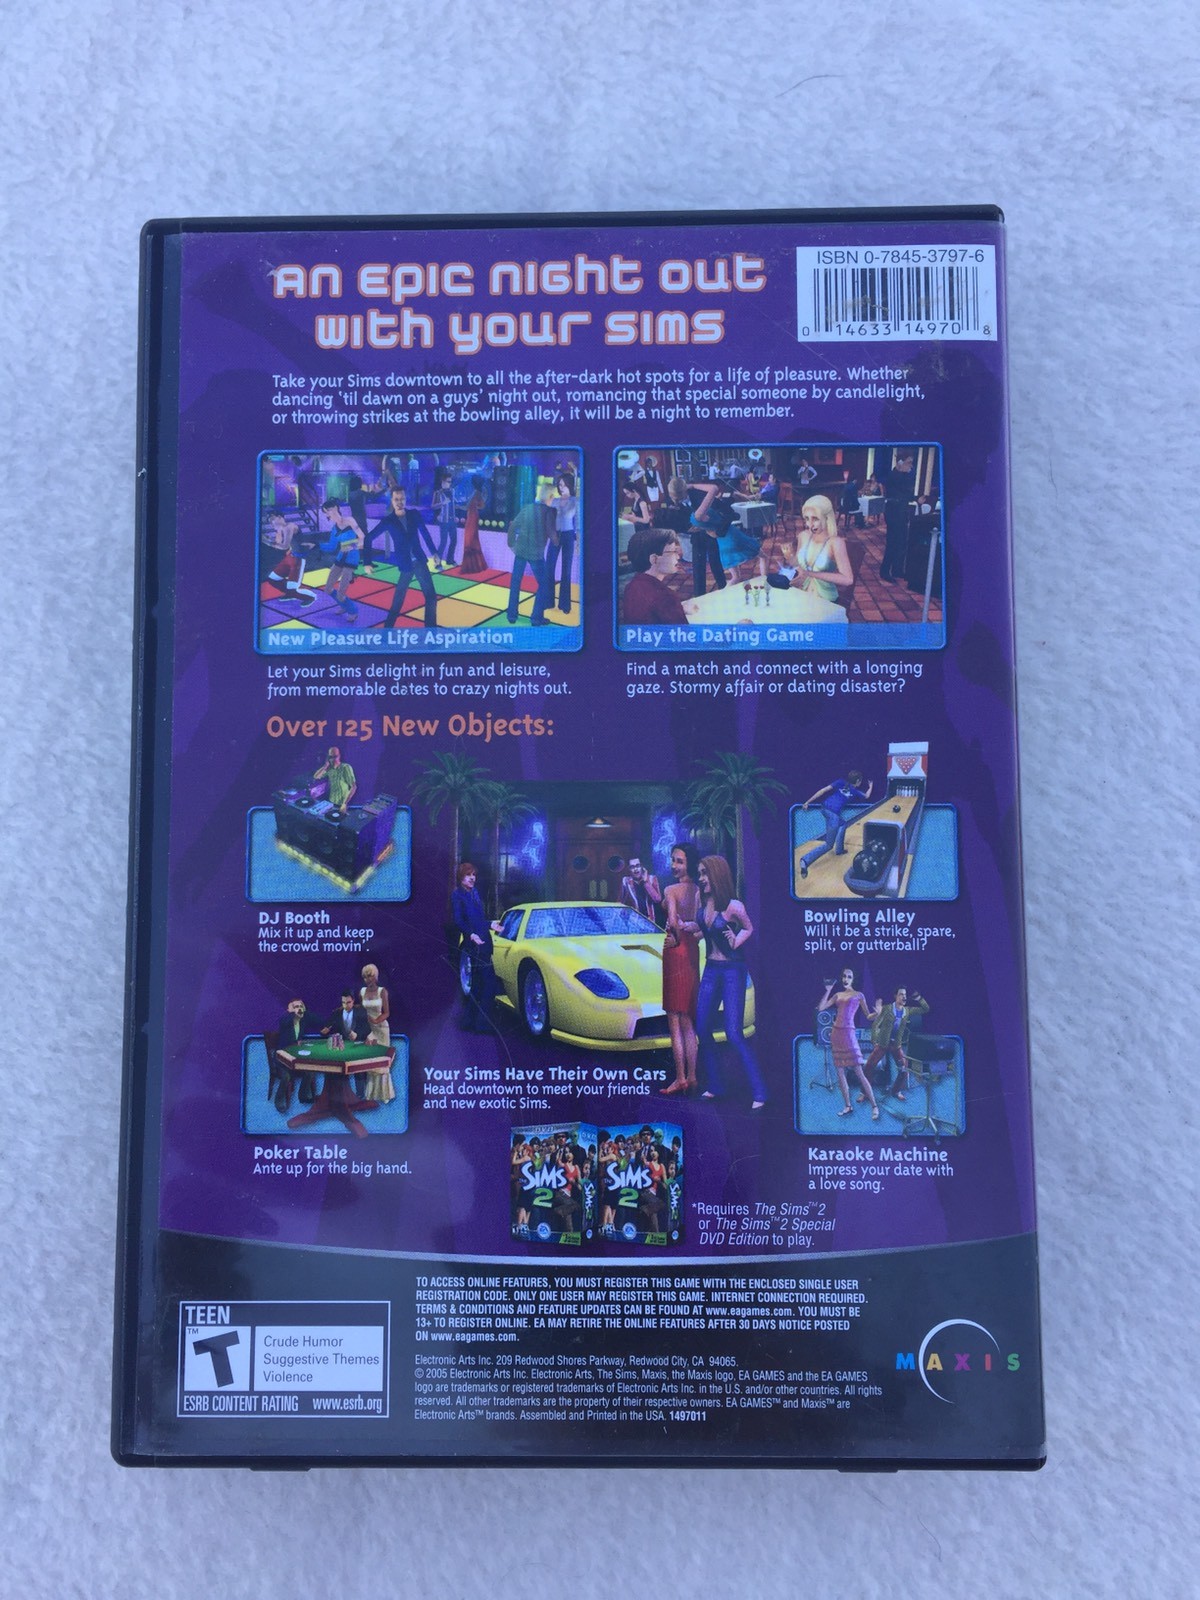 An Epic Night Out
with your Sims
ISBN 0-7845-3797-6
0 14633 14970 8
Take your Sims downtown to all the after-dark hot spots for a life of pleasure. Whether
dancing 'til dawn on a guys' night out, romancing that special someone by candlelight,
or throwing strikes at the bowling alley, it will be a night to remember.
New Pleasure Life Aspiration
Let your Sims delight in fun and leisure,
from memorable dates to crazy nights out.
Play the Dating Game
Find a match and connect with a longing
gaze. Stormy affair or dating disaster?
Over 125 New Objects:
DJ Booth
Mix it up and keep
the crowd movin'.
Bowling Alley
Will it be a strike, spare,
split, or gutterball?
Poker Table
Ante up for the big hand.
Your Sims Have Their Own Cars
Head downtown to meet your friends
and new exotic Sims.
Karaoke Machine
Impress your date with
a love song.
The Sims 2
The Sims 2
*Requires The Sims™ 2
or The Sims™ 2 Special
DVD Edition to play.
TO ACCESS ONLINE FEATURES, YOU MUST REGISTER THIS GAME WITH THE ENCLOSED SINGLE USER
REGISTRATION CODE. ONLY ONE USER MAY REGISTER THIS GAME. INTERNET CONNECTION REQUIRED.
TERMS & CONDITIONS AND FEATURE UPDATES CAN BE FOUND AT www.eagames.com. YOU MUST BE
13+ TO REGISTER ONLINE. EA MAY RETIRE THE ONLINE FEATURES AFTER 30 DAYS NOTICE POSTED
ON www.eagames.com.
Electronic Arts Inc. 209 Redwood Shores Parkway, Redwood City, CA 94065.
© 2005 Electronic Arts Inc. Electronic Arts, The Sims, Maxis, the Maxis logo, EA GAMES and the EA GAMES
logo are trademarks or registered trademarks of Electronic Arts Inc. in the U.S. and/or other countries. All rights
reserved. All other trademarks are the property of their respective owners. EA GAMES™ and Maxis™ are
Electronic Arts™ brands. Assembled and Printed in the USA. 1497011
TEEN
T™
Crude Humor
Suggestive Themes
Violence
ESRB CONTENT RATING www.esrb.org
MAXIS